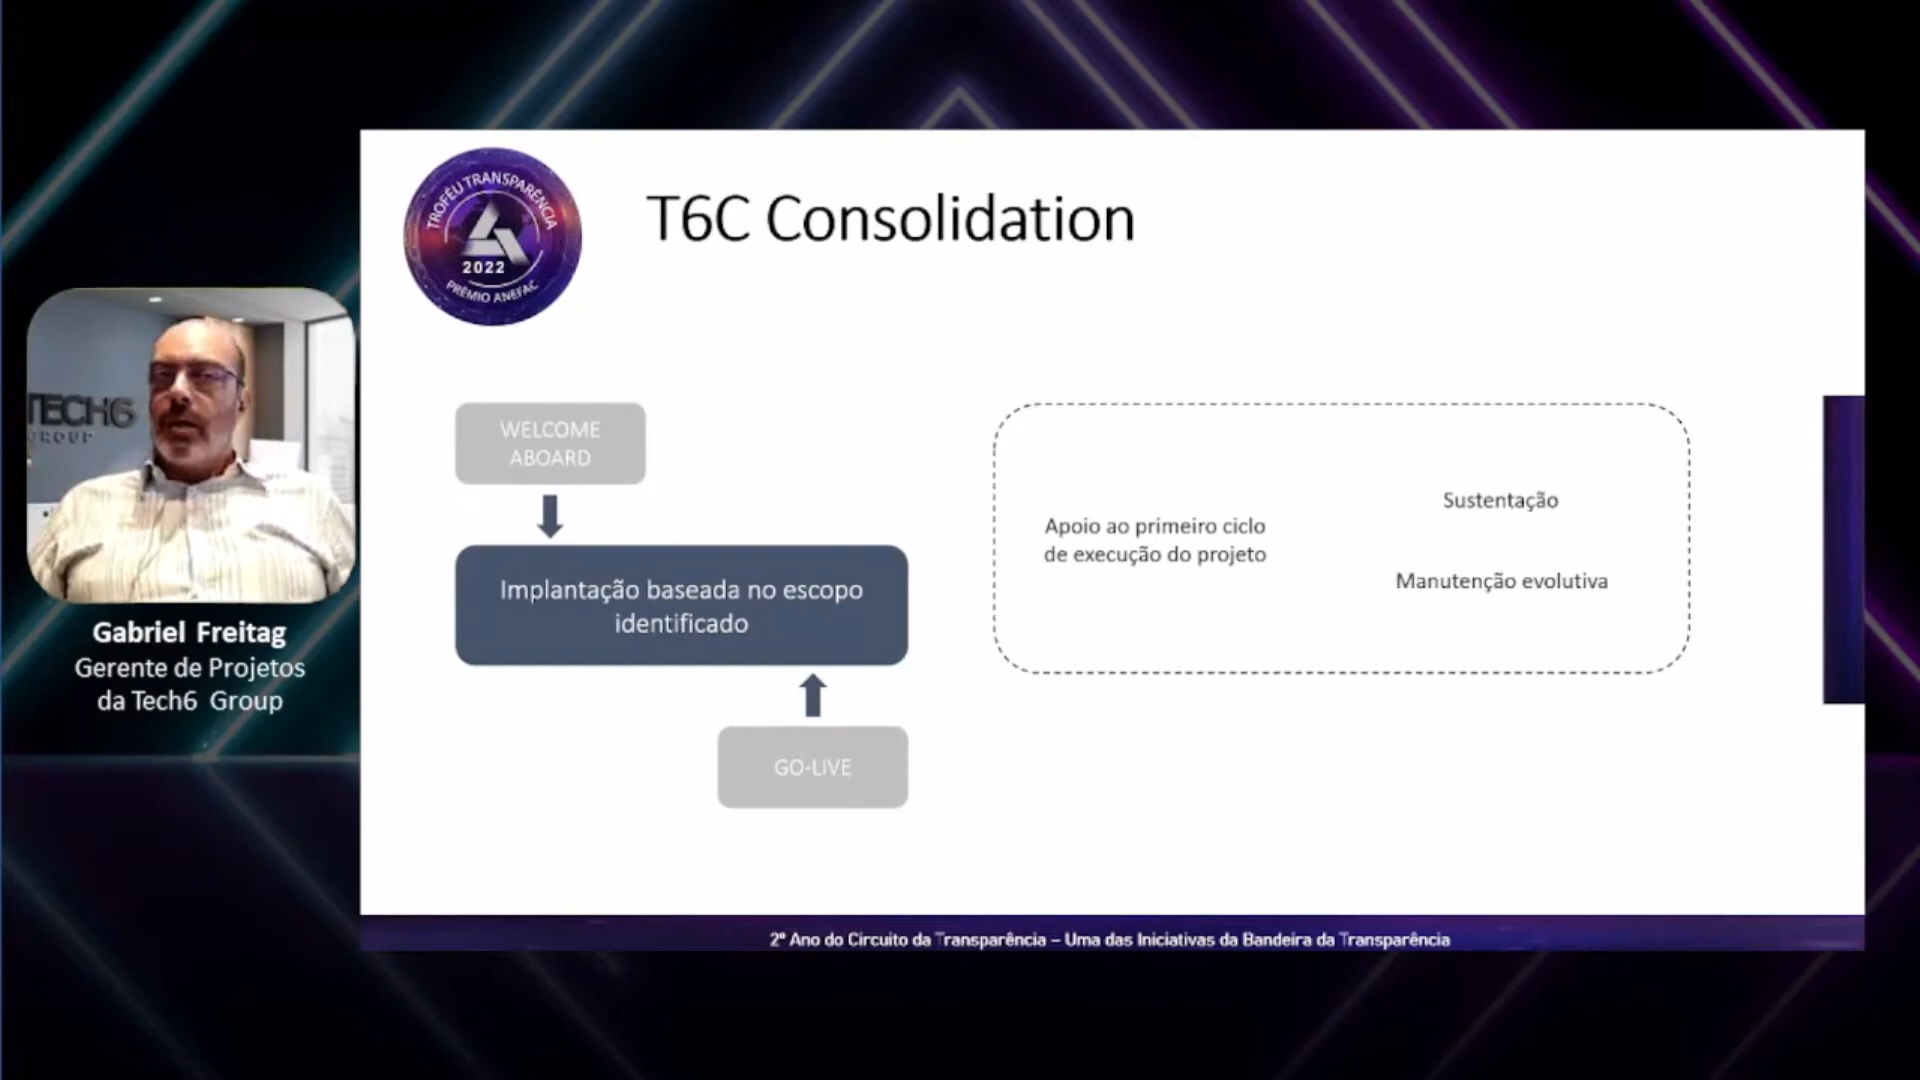 TROFÉU TRANSPARÊNCIA
2022
PRÊMIO ANEFAC
T6C Consolidation
TECH6
GROUP
Gabriel Freitag
Gerente de Projetos
da Tech6 Group
WELCOME
ABOARD
Implantação baseada no escopo
identificado
GO-LIVE
Apoio ao primeiro ciclo
de execução do projeto
Sustentação
Manutenção evolutiva
2º Ano do Circuito da Transparência – Uma das Iniciativas da Bandeira da Transparência